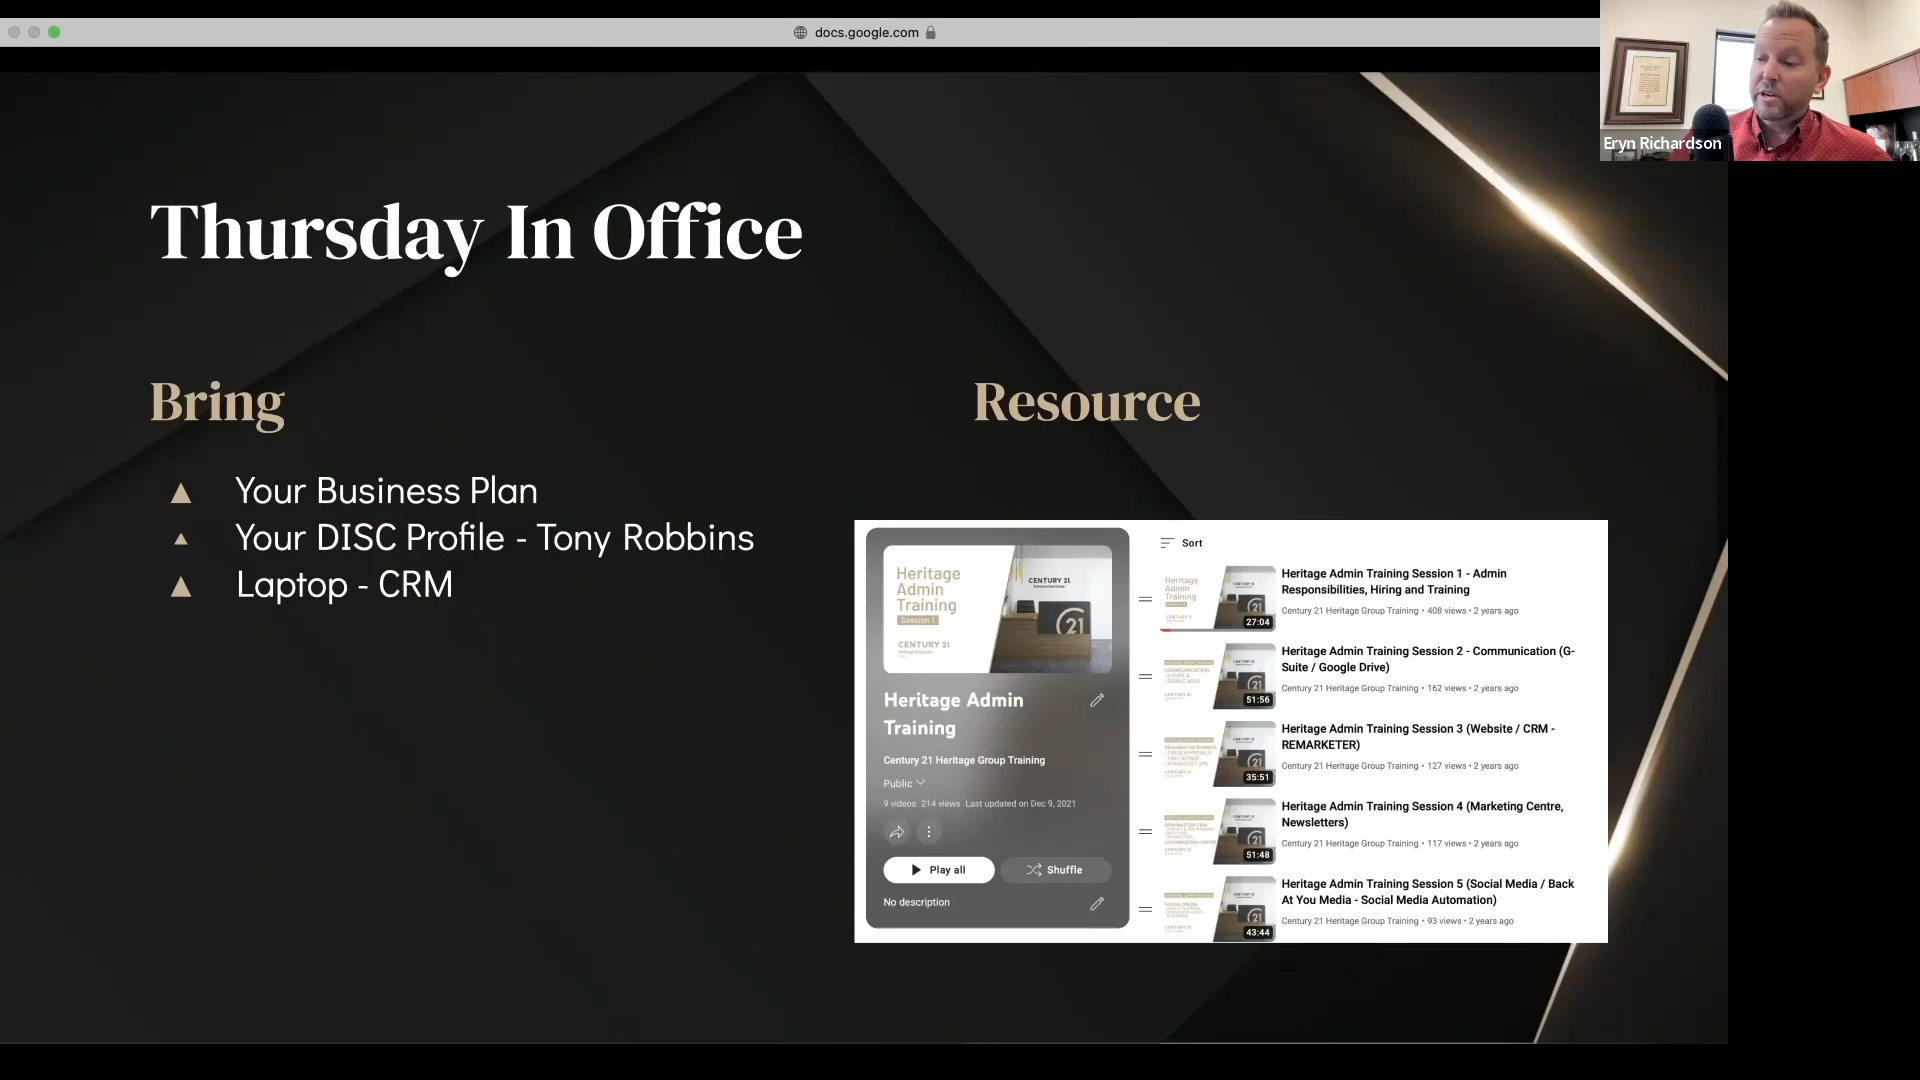 docs.google.com
Eryn Richardson
Thursday In Office
Bring
Your Business Plan
Your DISC Profile - Tony Robbins
Laptop - CRM
Resource
Heritage
Admin
Training
Session 1
CENTURY 21
CENTURY 21
21
Heritage Admin
Training
Century 21 Heritage Group Training
Public
9 videos 214 views Last updated on Dec 9, 2021
Play all
Shuffle
No description
Sort
Heritage
Admin
Training
27:04
Heritage Admin Training Session 1 - Admin
Responsibilities, Hiring and Training
Century 21 Heritage Group Training • 408 views • 2 years ago
51:56
Heritage Admin Training Session 2 - Communication (G-
Suite / Google Drive)
Century 21 Heritage Group Training • 162 views • 2 years ago
35:51
Heritage Admin Training Session 3 (Website / CRM -
REMARKETER)
Century 21 Heritage Group Training • 127 views • 2 years ago
51:48
Heritage Admin Training Session 4 (Marketing Centre,
Newsletters)
Century 21 Heritage Group Training • 117 views • 2 years ago
43:44
Heritage Admin Training Session 5 (Social Media / Back
At You Media - Social Media Automation)
Century 21 Heritage Group Training • 93 views • 2 years ago